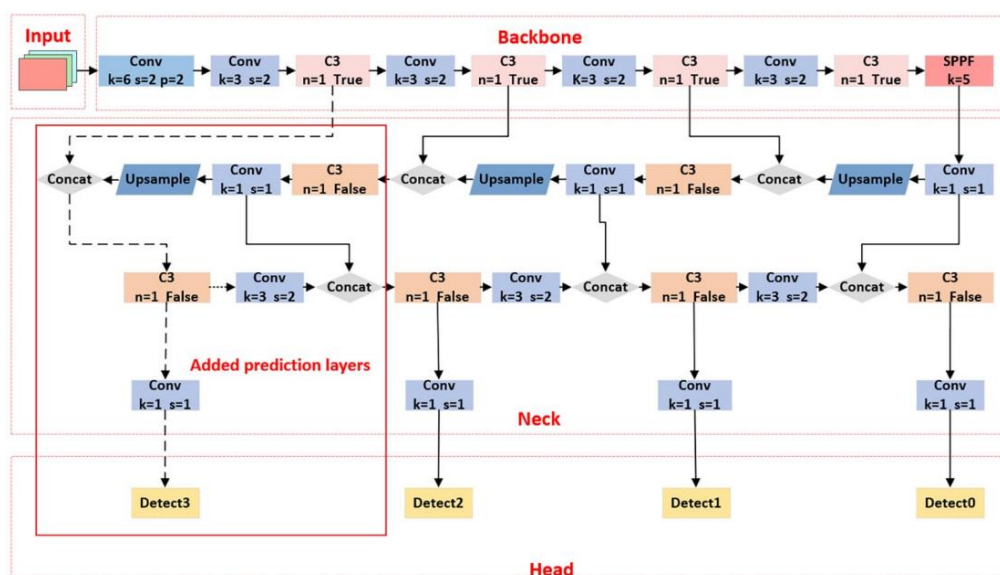 Input
Backbone
Conv
k=6 s=2 p=2
Conv
k=3 s=2
C3
n=1 True
Conv
k=3 s=2
C3
n=1 True
Conv
K=3 s=2
C3
n=1 True
Conv
k=3 s=2
C3
n=1 True
SPPF
k=5
Concat
Upsample
Conv
k=1 s=1
C3
n=1 False
Concat
Upsample
Conv
k=1 s=1
C3
n=1 False
Concat
Upsample
Conv
k=1 s=1
C3
n=1 False
Conv
k=3 s=2
Concat
C3
n=1 False
Conv
k=3 s=2
Concat
C3
n=1 False
Conv
k=3 s=2
Concat
C3
n=1 False
Added prediction layers
Conv
k=1 s=1
Conv
k=1 s=1
Conv
k=1 s=1
Conv
k=1 s=1
Neck
Detect3
Detect2
Detect1
Detect0
Head